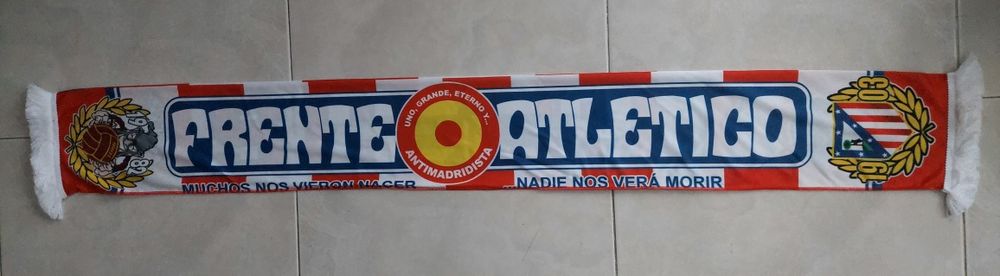 FRENTE ATLETICO
UNO, GRANDE, ETERNO Y...
ANTIMADRIDISTA
MUCHOS NOS VIERON NACER ...NADIE NOS VERÁ MORIR
1903